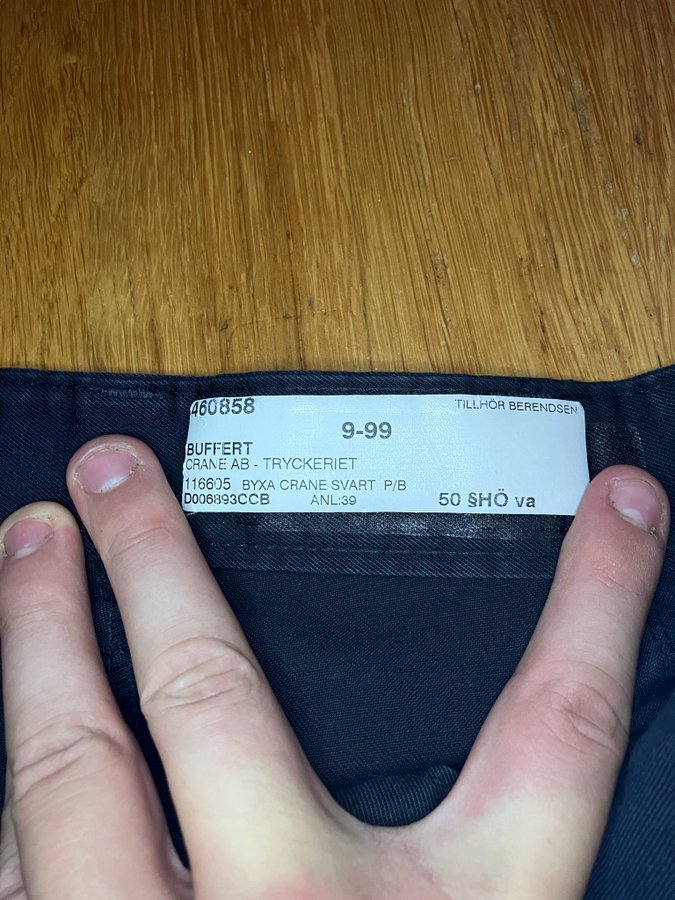 460858 TILLHÖR BERENDSEN
9-99
BUFFERT
CRANE AB - TRYCKERIET
116605 BYXA CRANE SVART P/B
D006893CCB ANL:39 50 §HÖ va